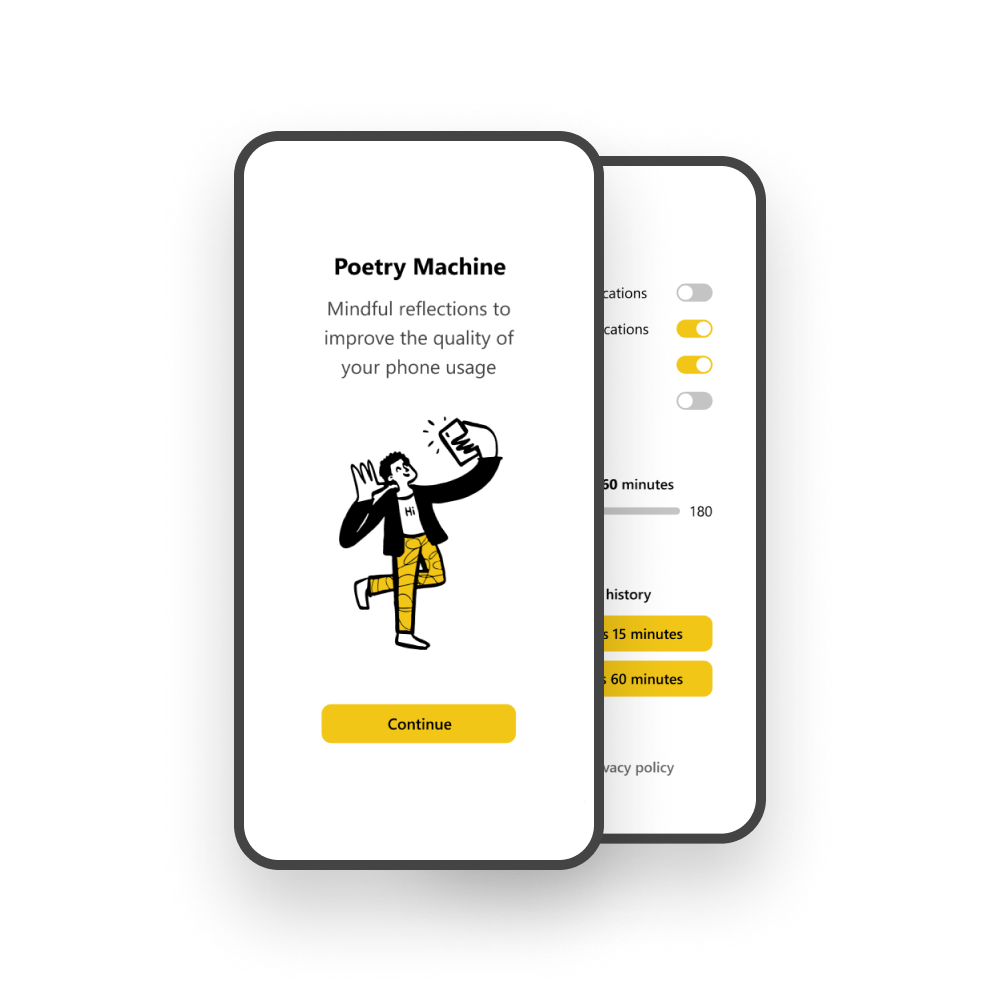 Poetry Machine
Mindful reflections to
improve the quality of
your phone usage
Hi
Continue
cations
cations
60 minutes
180
history
s 15 minutes
s 60 minutes
vacy policy